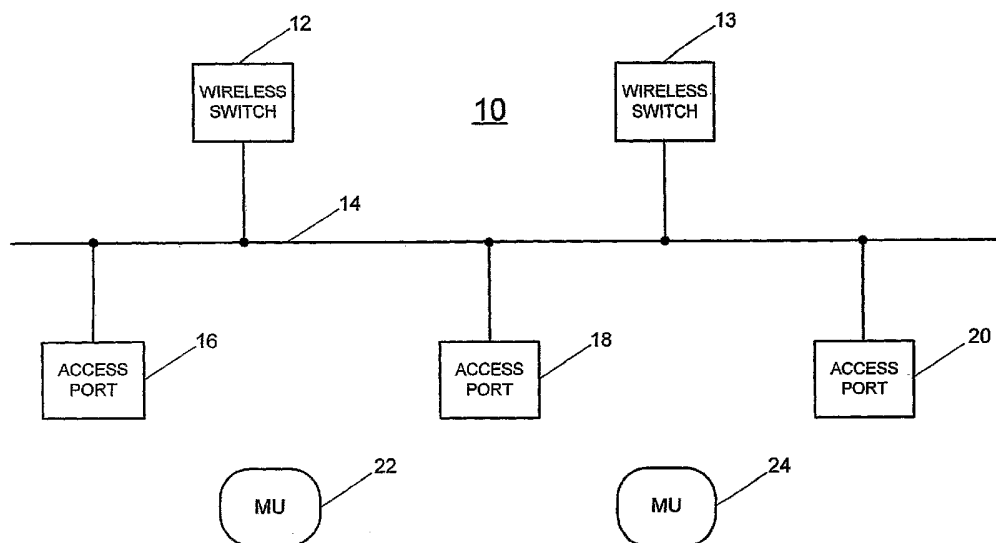 12
13
WIRELESS
SWITCH
10
WIRELESS
SWITCH
14
16
18
20
ACCESS
PORT
ACCESS
PORT
ACCESS
PORT
22
24
MU
MU